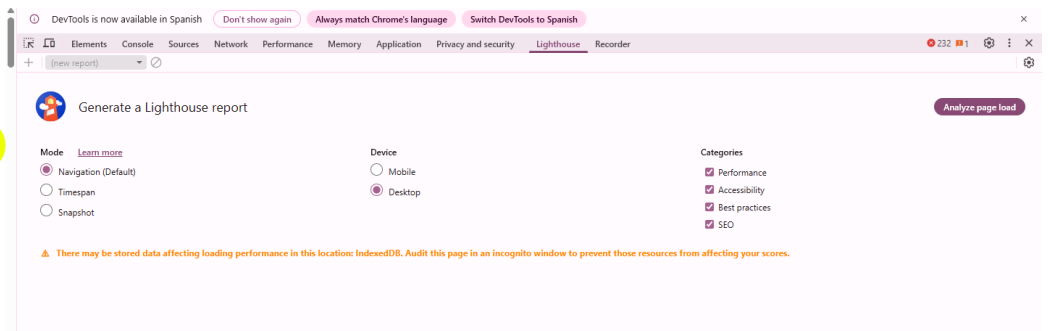 DevTools is now available in Spanish Don't show again Always match Chrome's language Switch DevTools to Spanish
Elements Console Sources Network Performance Memory Application Privacy and security Lighthouse Recorder 232 1
(new report)
Generate a Lighthouse report Analyze page load
Mode Learn more Device Categories
Navigation (Default) Mobile Performance
Timespan Desktop Accessibility
Snapshot Best practices
SEO
There may be stored data affecting loading performance in this location: IndexedDB. Audit this page in an incognito window to prevent those resources from affecting your scores.